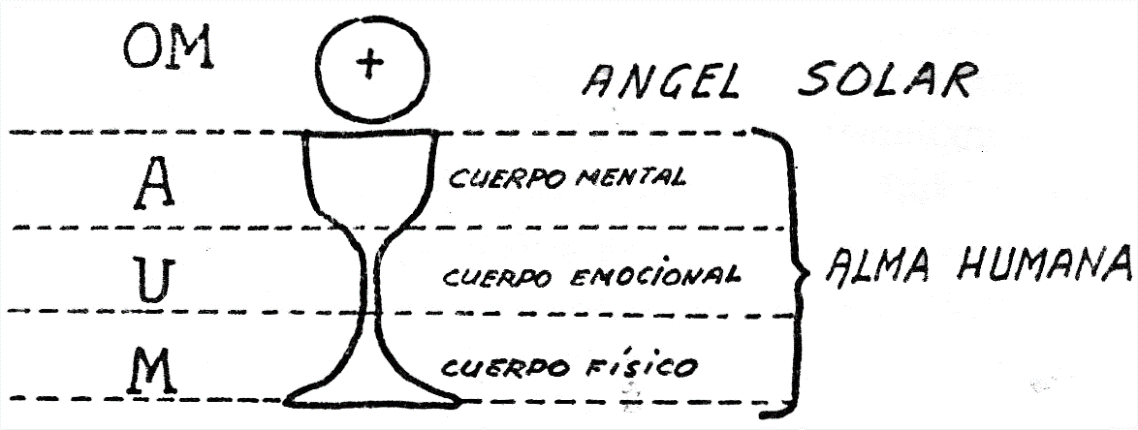 OM
ANGEL SOLAR
A
CUERPO MENTAL
U
CUERPO EMOCIONAL
ALMA HUMANA
M
CUERPO FÍSICO